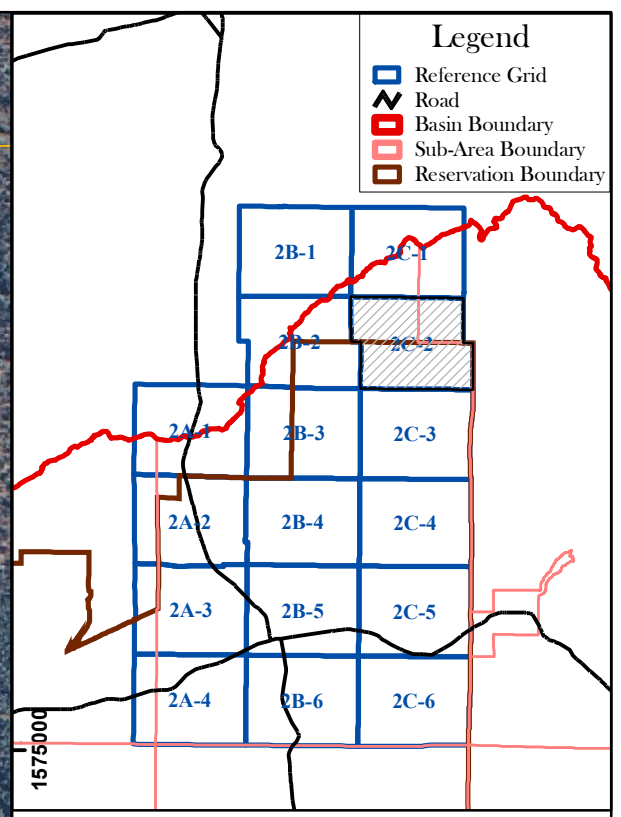 Legend
Reference Grid
Road
Basin Boundary
Sub-Area Boundary
Reservation Boundary
2B-1 2C-1
2B-2 2C-2
2A-1 2B-3 2C-3
2A-2 2B-4 2C-4
2A-3 2B-5 2C-5
2A-4 2B-6 2C-6
1575000